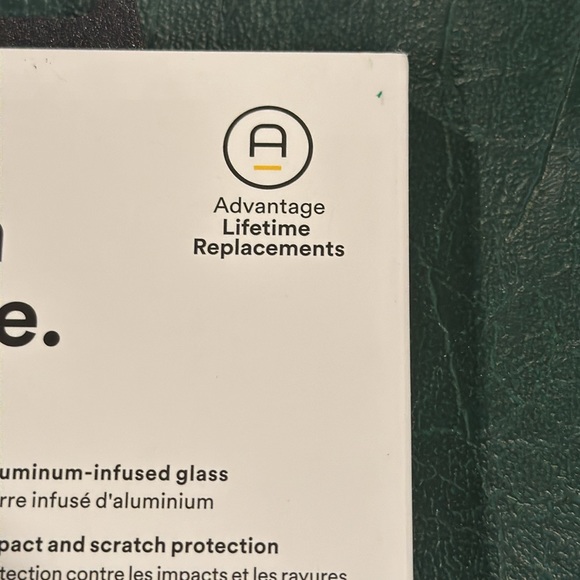 A
Advantage
Lifetime
Replacements
e.
uminum-infused glass
rre infusé d'aluminium
pact and scratch protection
tection contre les impacts et les rayures